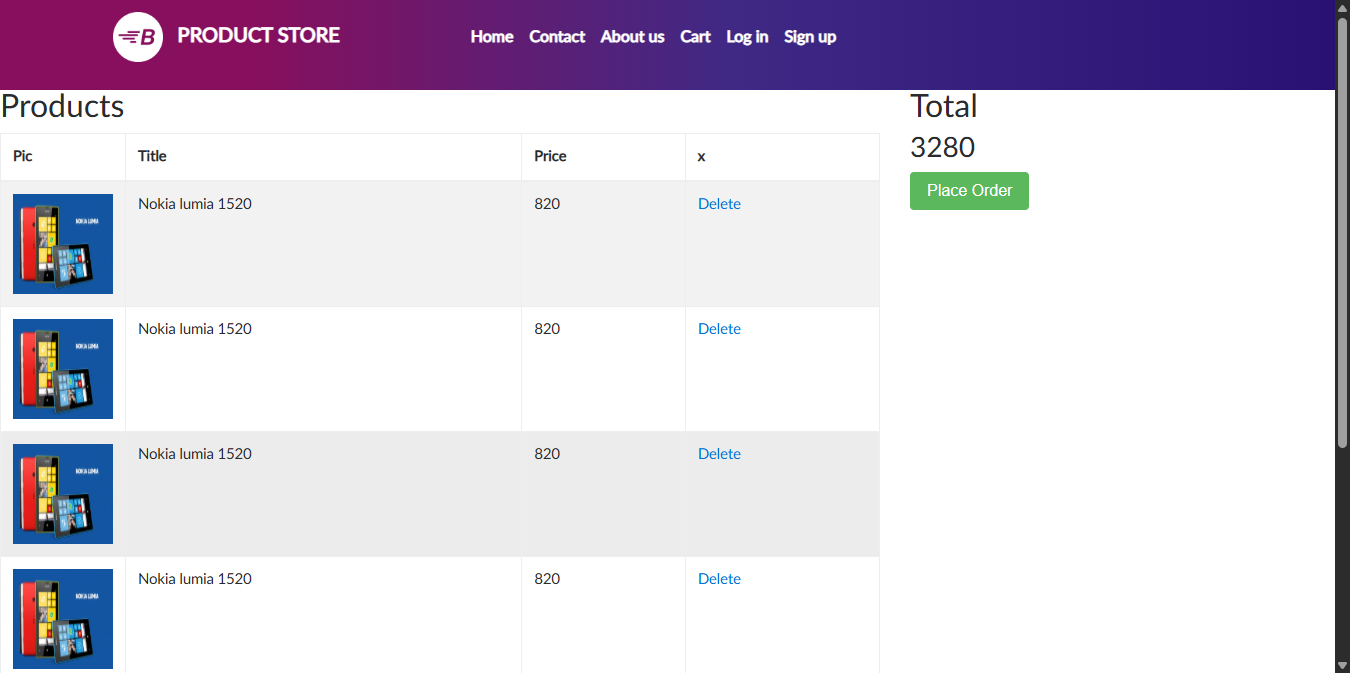 B PRODUCT STORE Home Contact About us Cart Log in Sign up
Products
Total
3280
Place Order
Pic Title Price x
NOKIA LUMIA
Nokia lumia 1520 820 Delete
NOKIA LUMIA
Nokia lumia 1520 820 Delete
NOKIA LUMIA
Nokia lumia 1520 820 Delete
NOKIA LUMIA
Nokia lumia 1520 820 Delete